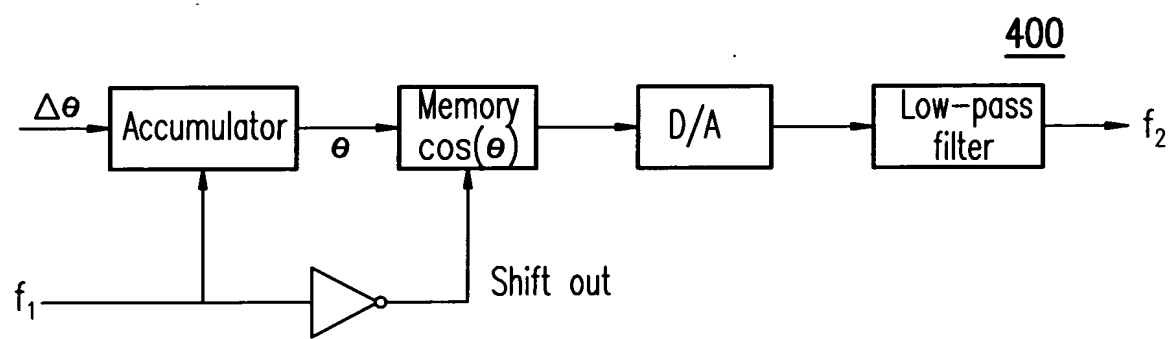 400
Δθ
Accumulator
θ
Memory
cos(θ)
D/A
Low-pass
filter
f₂
f₁
Shift out